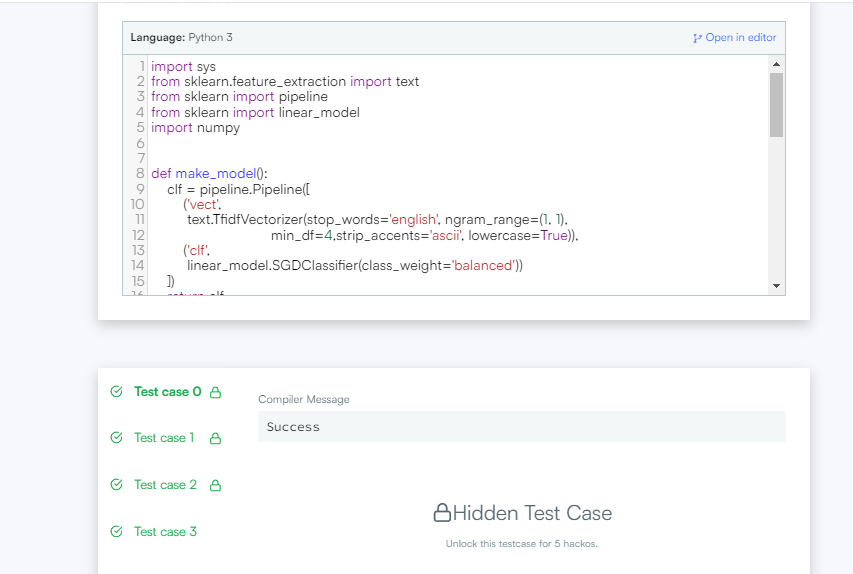 Language: Python 3
Open in editor
1 import sys
2 from sklearn.feature_extraction import text
3 from sklearn import pipeline
4 from sklearn import linear_model
5 import numpy
6
7
8 def make_model():
9 clf = pipeline.Pipeline([
10 ('vect',
11 text.TfidfVectorizer(stop_words='english', ngram_range=(1, 1),
12 min_df=4,strip_accents='ascii', lowercase=True)),
13 ('clf',
14 linear_model.SGDClassifier(class_weight='balanced'))
15 ])
16 return clf
Test case 0
Test case 1
Test case 2
Test case 3
Compiler Message
Success
Hidden Test Case
Unlock this testcase for 5 hackos.